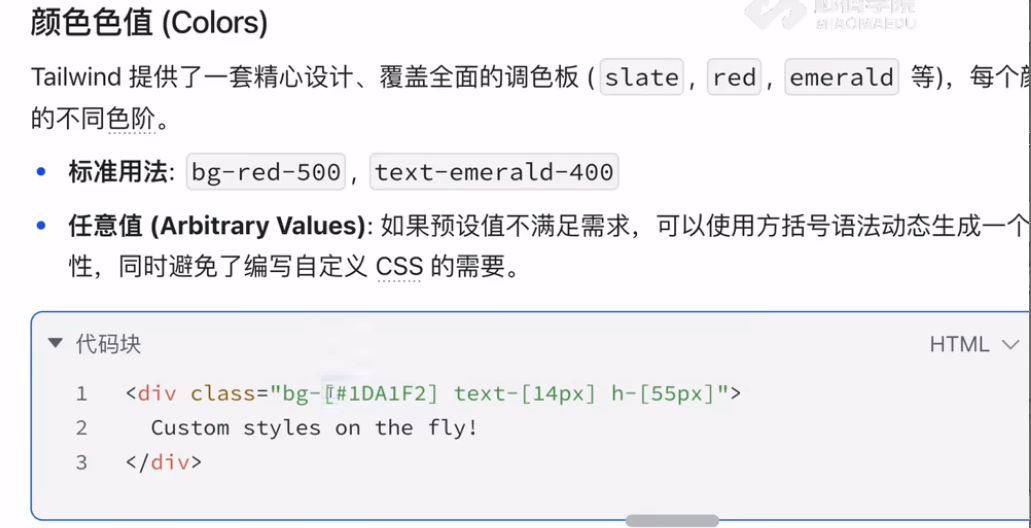 颜色色值 (Colors)
Tailwind 提供了一套精心设计、覆盖全面的调色板 ( slate , red , emerald 等)，每个
的不同色阶。
• 标准用法: bg-red-500 , text-emerald-400
• 任意值 (Arbitrary Values): 如果预设值不满足需求，可以使用方括号语法动态生成一个
性，同时避免了编写自定义 CSS 的需要。
代码块 HTML
1 <div class="bg-[#1DA1F2] text-[14px] h-[55px]">
2 Custom styles on the fly!
3 </div>